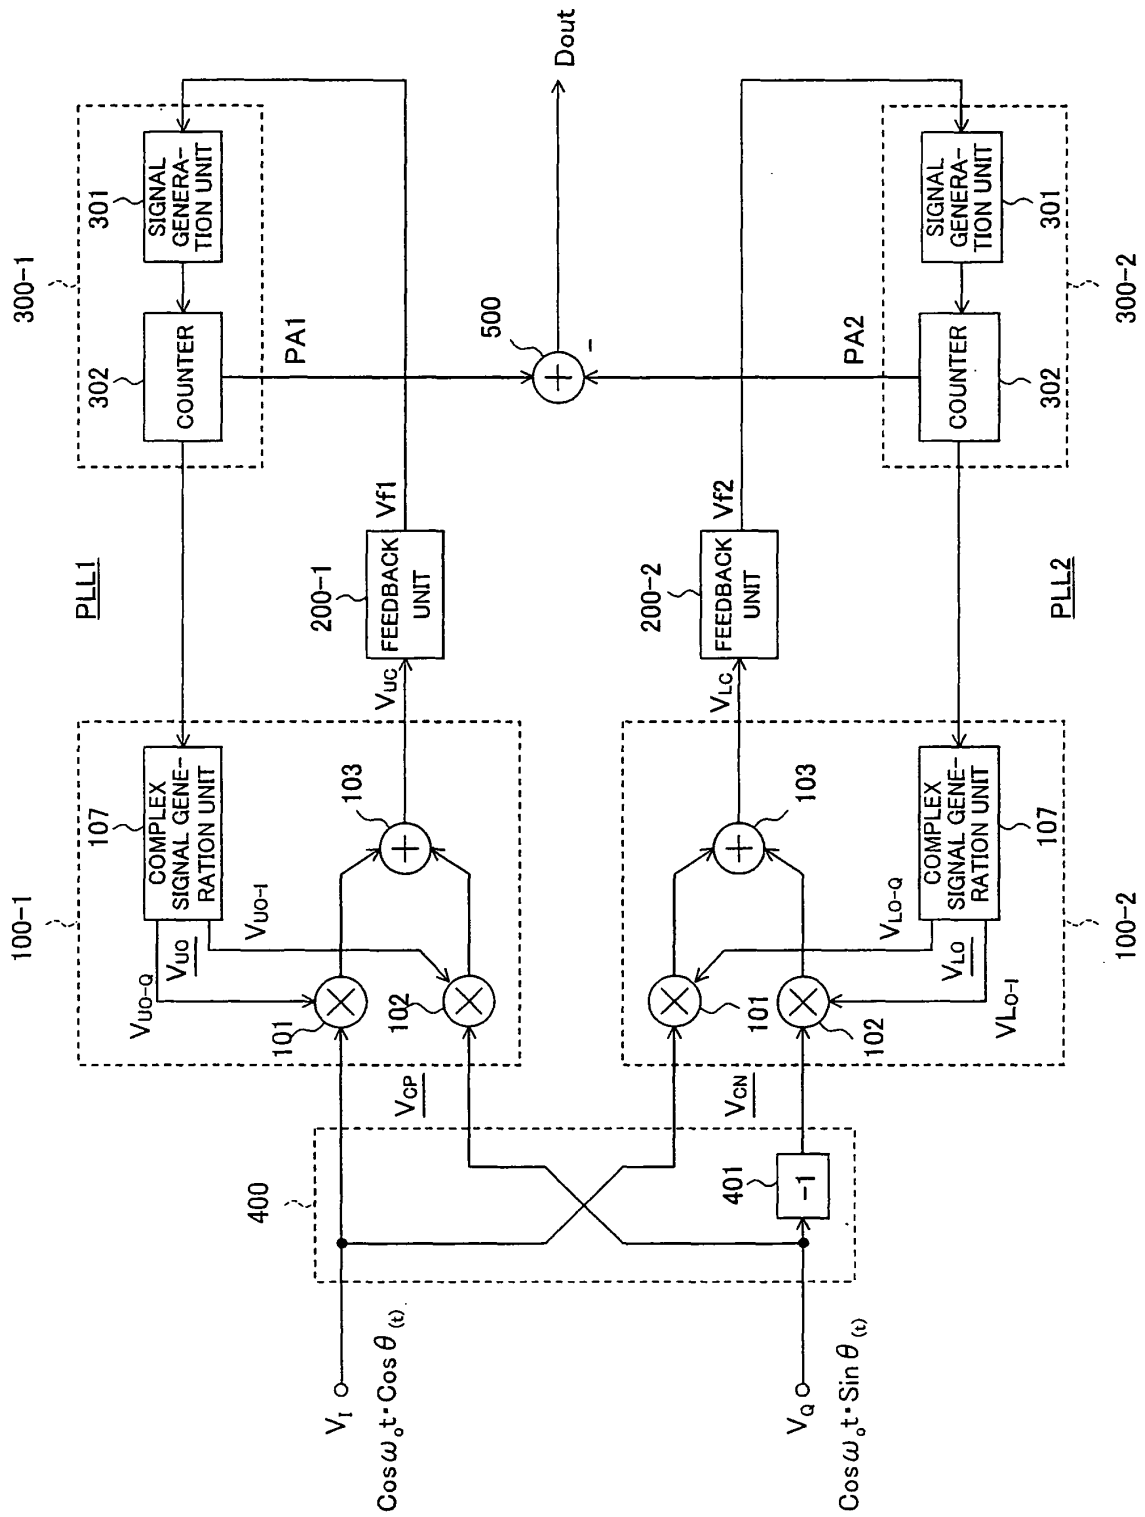 300-1
301
SIGNAL
GENERA-
TION UNIT
302
COUNTER
PA1
PLL1
Vf1
200-1
FEEDBACK
UNIT
VUC
100-1
107
COMPLEX
SIGNAL GENE-
RATION UNIT
VUO-Q
VUO
VUO-I
103
+
101
102
×
×
VCP
400
401
-1
VI
Cosωot・Cosθ(t)
VQ
Cosωot・Sinθ(t)
VCN
101
102
×
×
103
+
VLO-Q
VLO
VLO-I
COMPLEX
SIGNAL GENE-
RATION UNIT
107
100-2
VLC
200-2
FEEDBACK
UNIT
Vf2
PLL2
500
+
-
Dout
PA2
COUNTER
302
SIGNAL
GENERA-
TION UNIT
301
300-2